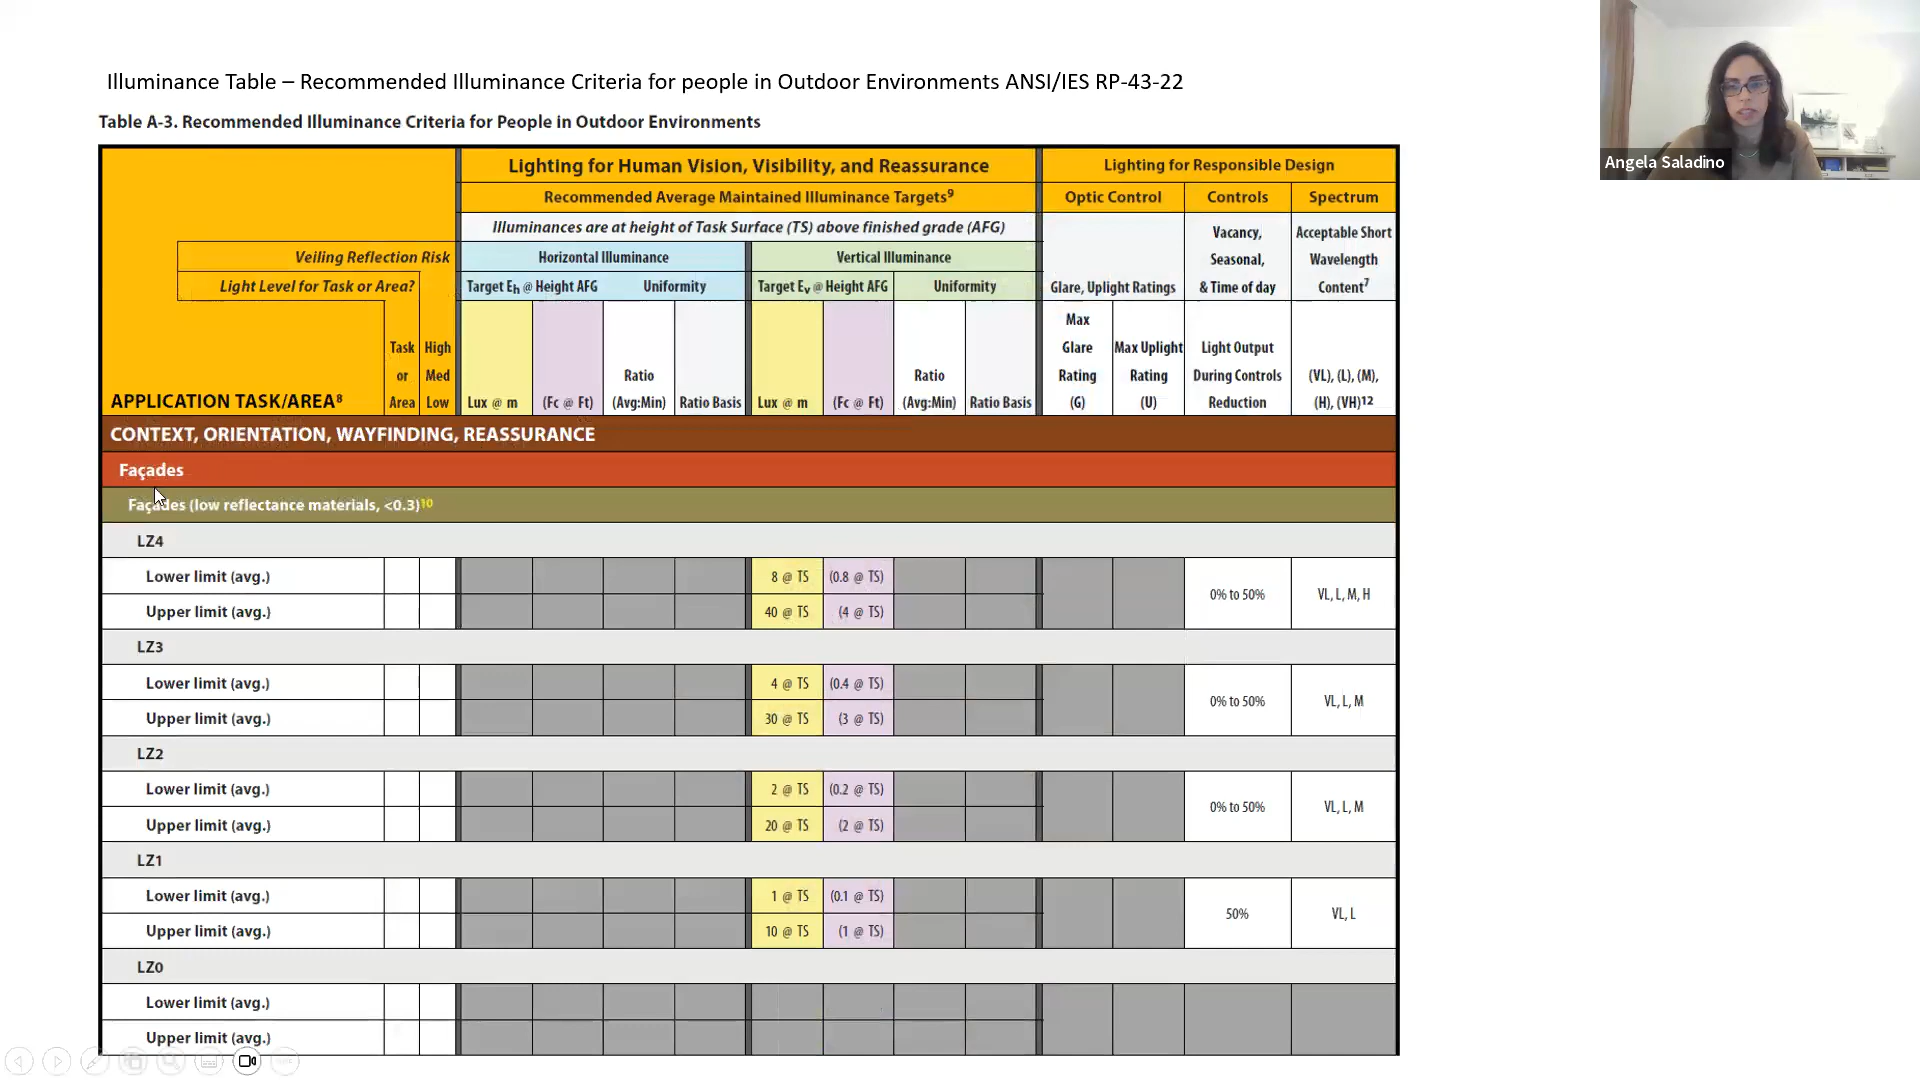 Illuminance Table – Recommended Illuminance Criteria for people in Outdoor Environments ANSI/IES RP-43-22
Angela Saladino
Table A-3. Recommended Illuminance Criteria for People in Outdoor Environments
Lighting for Human Vision, Visibility, and Reassurance
Lighting for Responsible Design
Recommended Average Maintained Illuminance Targets9
Optic Control
Controls
Spectrum
Illuminances are at height of Task Surface (TS) above finished grade (AFG)
Vacancy,
Seasonal,
& Time of day
Acceptable Short
Wavelength
Content7
Veiling Reflection Risk
Horizontal Illuminance
Vertical Illuminance
Light Level for Task or Area?
Target Eh @ Height AFG
Uniformity
Target Ev @ Height AFG
Uniformity
Glare, Uplight Ratings
APPLICATION TASK/AREA8
Task
or
Area
High
Med
Low
Lux @ m
(Fc @ Ft)
Ratio
(Avg:Min)
Ratio Basis
Lux @ m
(Fc @ Ft)
Ratio
(Avg:Min)
Ratio Basis
Max
Glare
Rating
(G)
Max Uplight
Rating
(U)
Light Output
During Controls
Reduction
(VL), (L), (M),
(H), (VH)12
CONTEXT, ORIENTATION, WAYFINDING, REASSURANCE
Façades
Façades (low reflectance materials, <0.3)10
LZ4
Lower limit (avg.)
8 @ TS
(0.8 @ TS)
Upper limit (avg.)
40 @ TS
(4 @ TS)
0% to 50%
VL, L, M, H
LZ3
Lower limit (avg.)
4 @ TS
(0.4 @ TS)
Upper limit (avg.)
30 @ TS
(3 @ TS)
0% to 50%
VL, L, M
LZ2
Lower limit (avg.)
2 @ TS
(0.2 @ TS)
Upper limit (avg.)
20 @ TS
(2 @ TS)
0% to 50%
VL, L, M
LZ1
Lower limit (avg.)
1 @ TS
(0.1 @ TS)
Upper limit (avg.)
10 @ TS
(1 @ TS)
50%
VL, L
LZ0
Lower limit (avg.)
Upper limit (avg.)